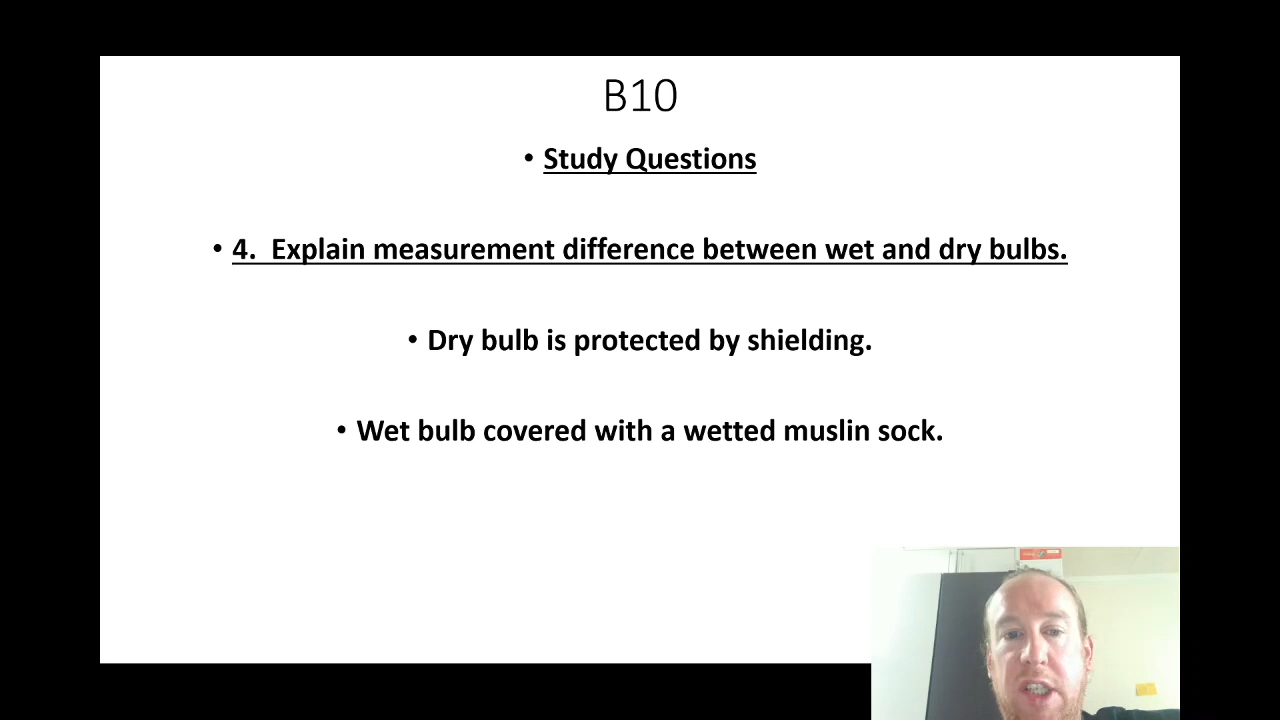 B10
• Study Questions
• 4. Explain measurement difference between wet and dry bulbs.
• Dry bulb is protected by shielding.
• Wet bulb covered with a wetted muslin sock.